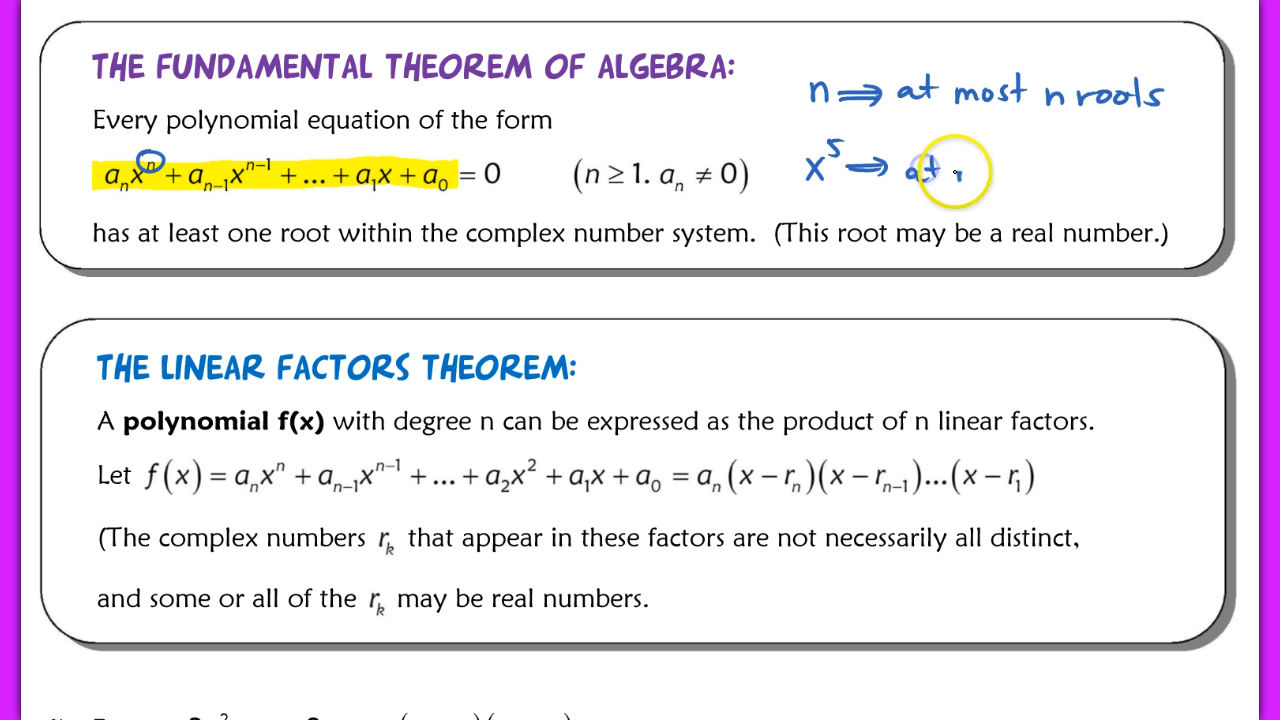 THE FUNDAMENTAL THEOREM OF ALGEBRA:
n ⟹ at most n roots
Every polynomial equation of the form
aₙxⁿ + aₙ₋₁xⁿ⁻¹ + ... + a₁x + a₀ = 0 (n ≥ 1. aₙ ≠ 0)
x⁵ ⟹ at
has at least one root within the complex number system. (This root may be a real number.)
THE LINEAR FACTORS THEOREM:
A polynomial f(x) with degree n can be expressed as the product of n linear factors.
Let f(x) = aₙxⁿ + aₙ₋₁xⁿ⁻¹ + ... + a₂x² + a₁x + a₀ = aₙ(x − rₙ)(x − rₙ₋₁)...(x − r₁)
(The complex numbers rₖ that appear in these factors are not necessarily all distinct,
and some or all of the rₖ may be real numbers.